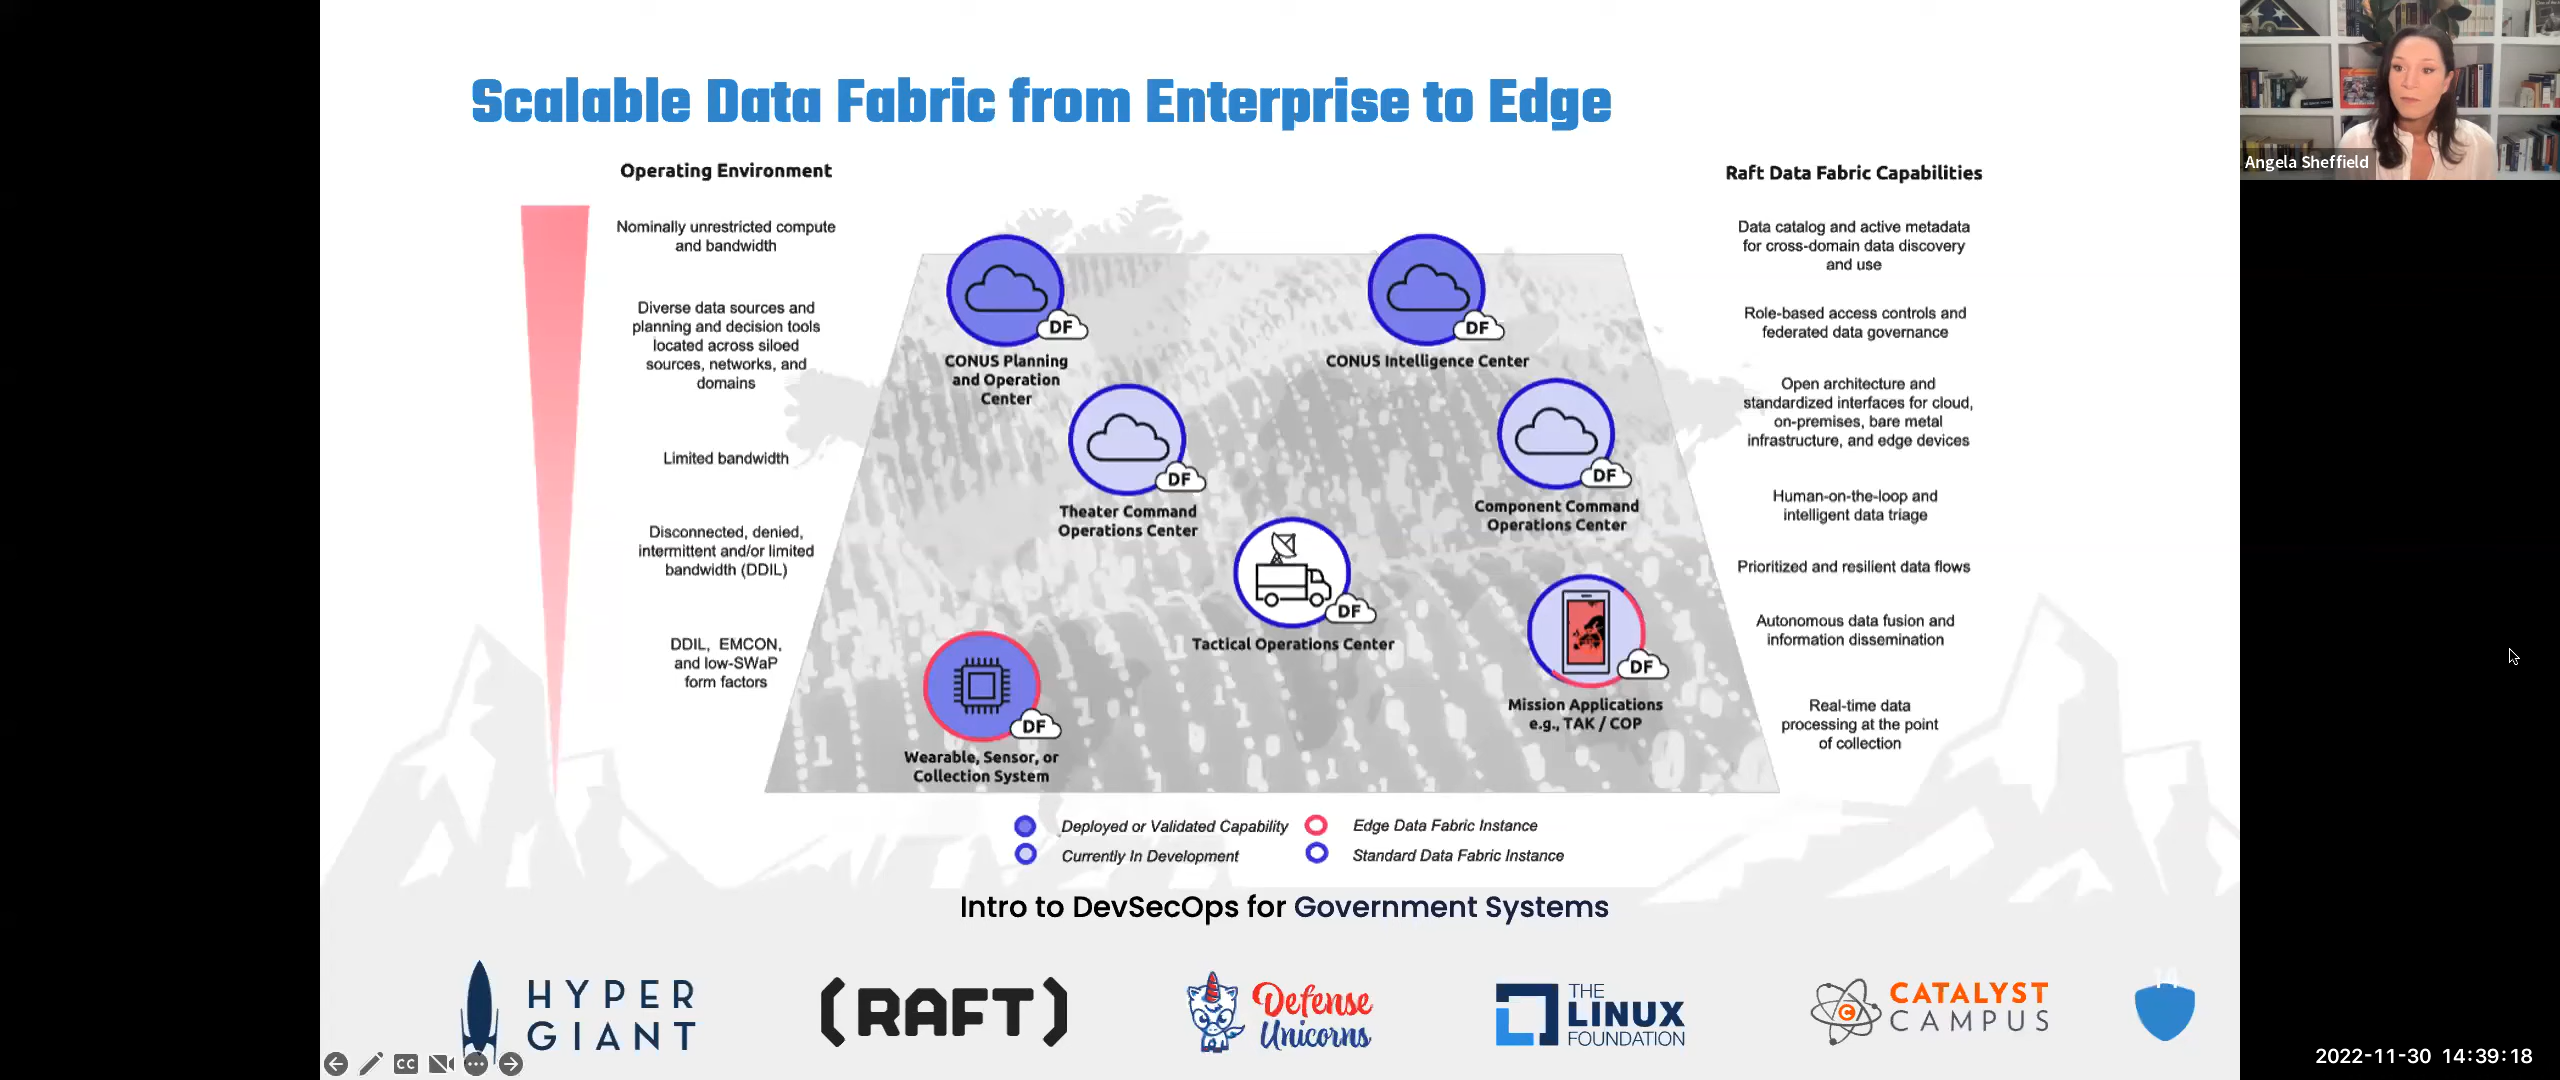 Scalable Data Fabric from Enterprise to Edge
Angela Sheffield
Operating Environment
Nominally unrestricted compute
and bandwidth
Diverse data sources and
planning and decision tools
located across siloed
sources, networks, and
domains
Limited bandwidth
Disconnected, denied,
intermittent and/or limited
bandwidth (DDIL)
DDIL, EMCON,
and low-SWaP
form factors
DF
CONUS Planning
and Operation
Center
DF
CONUS Intelligence Center
DF
Theater Command
Operations Center
DF
Component Command
Operations Center
DF
Tactical Operations Center
DF
Mission Applications
e.g., TAK / COP
DF
Wearable, Sensor, or
Collection System
Raft Data Fabric Capabilities
Data catalog and active metadata
for cross-domain data discovery
and use
Role-based access controls and
federated data governance
Open architecture and
standardized interfaces for cloud,
on-premises, bare metal
infrastructure, and edge devices
Human-on-the-loop and
intelligent data triage
Prioritized and resilient data flows
Autonomous data fusion and
information dissemination
Real-time data
processing at the point
of collection
Deployed or Validated Capability
Edge Data Fabric Instance
Currently In Development
Standard Data Fabric Instance
Intro to DevSecOps for Government Systems
HYPER
GIANT
(RAFT)
Defense
Unicorns
THE
LINUX
FOUNDATION
C
CATALYST
CAMPUS
CC
2022-11-30 14:39:18